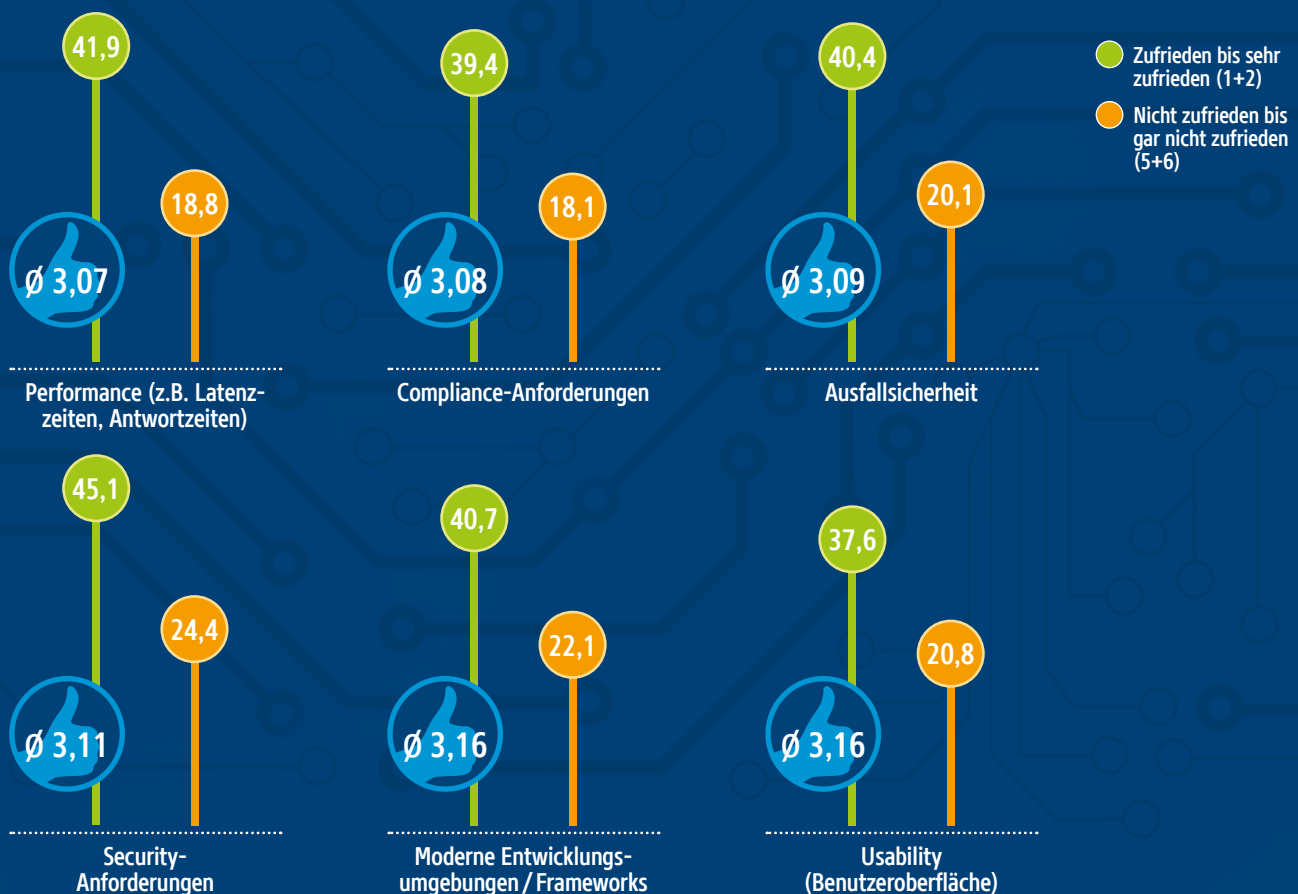 41,9
18,8
Ø 3,07
Performance (z.B. Latenz-
zeiten, Antwortzeiten)
39,4
18,1
Ø 3,08
Compliance-Anforderungen
40,4
20,1
Ø 3,09
Ausfallsicherheit
Zufrieden bis sehr
zufrieden (1+2)
Nicht zufrieden bis
gar nicht zufrieden
(5+6)
45,1
24,4
Ø 3,11
Security-
Anforderungen
40,7
22,1
Ø 3,16
Moderne Entwicklungs-
umgebungen / Frameworks
37,6
20,8
Ø 3,16
Usability
(Benutzeroberfläche)